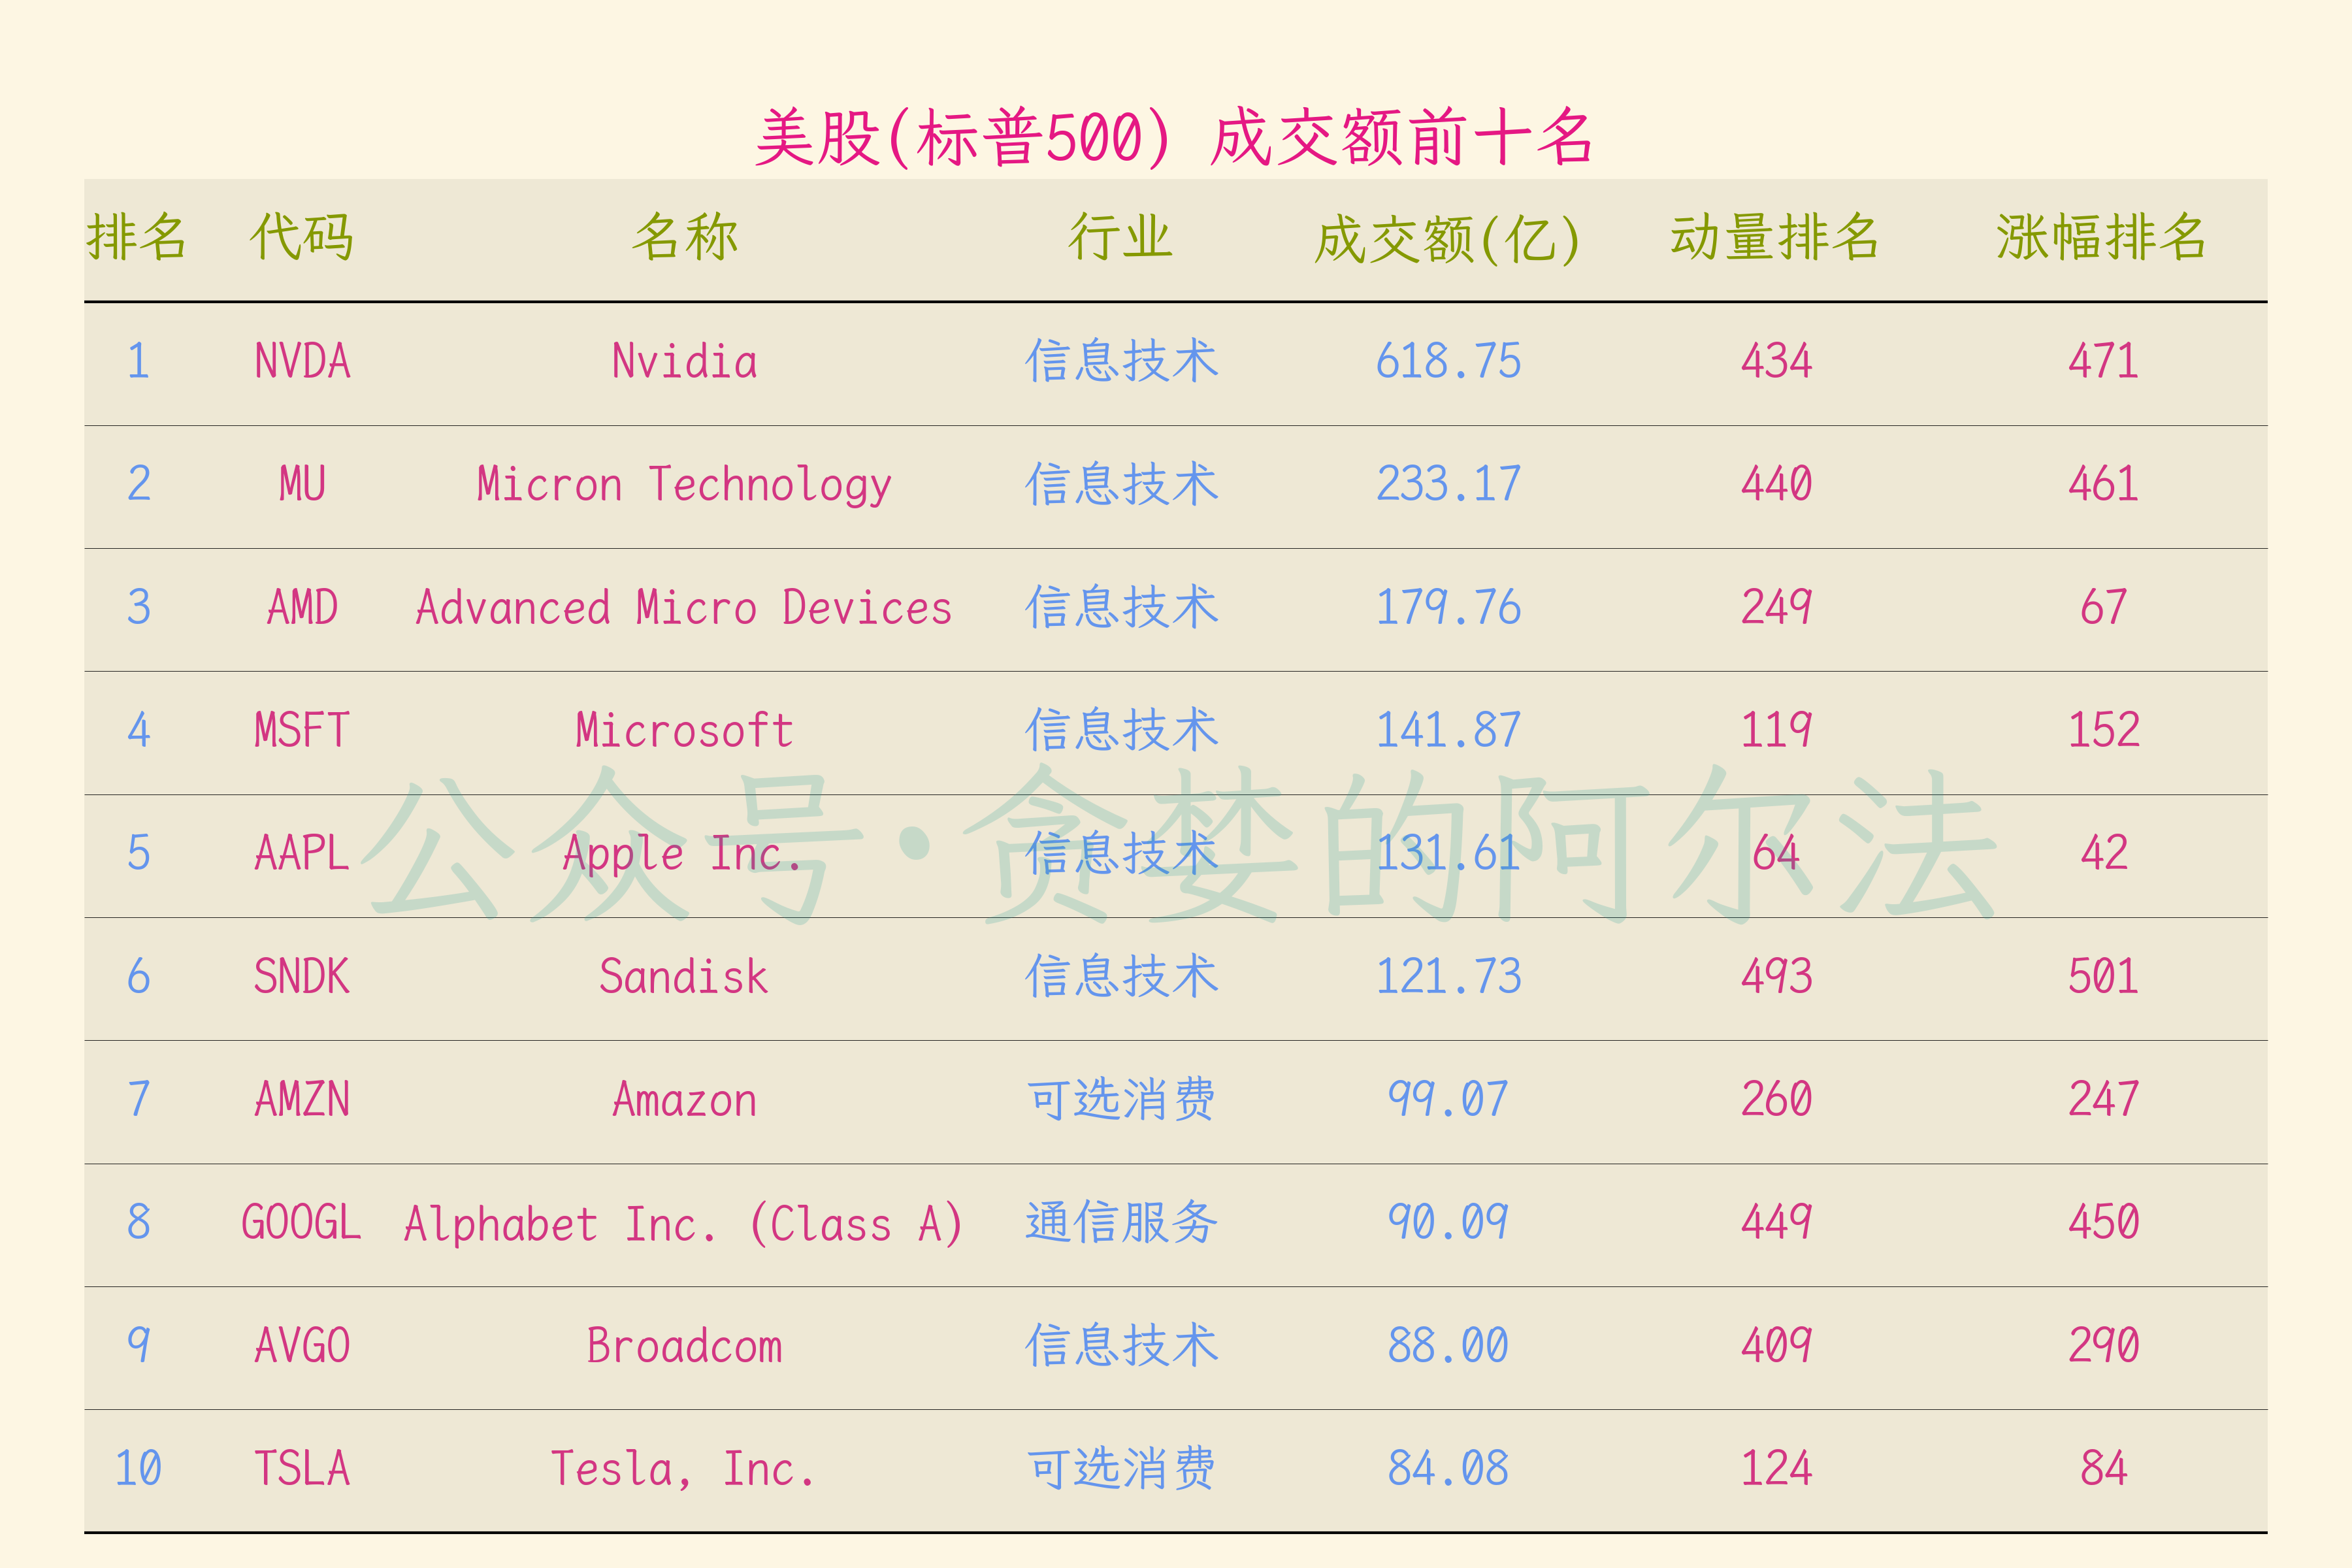 美股(标普500) 成交额前十名
排名 代码 名称 行业 成交额(亿) 动量排名 涨幅排名
1 NVDA Nvidia 信息技术 618.75 434 471
2 MU Micron Technology 信息技术 233.17 440 461
3 AMD Advanced Micro Devices 信息技术 179.76 249 67
4 MSFT Microsoft 信息技术 141.87 119 152
5 AAPL Apple Inc. 信息技术 131.61 64 42
公众号·贪婪的阿尔法
6 SNDK Sandisk 信息技术 121.73 493 501
7 AMZN Amazon 可选消费 99.07 260 247
8 GOOGL Alphabet Inc. (Class A) 通信服务 90.09 449 450
9 AVGO Broadcom 信息技术 88.00 409 290
10 TSLA Tesla, Inc. 可选消费 84.08 124 84